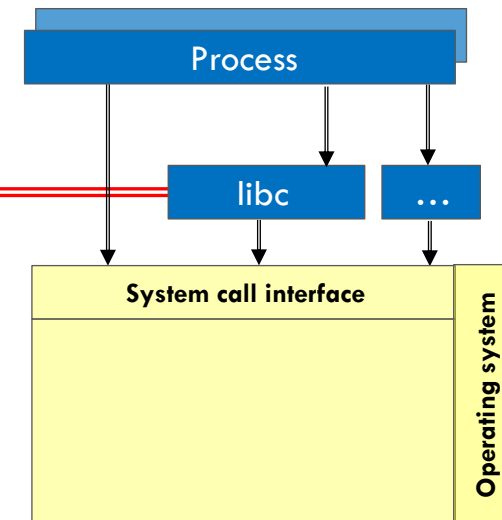 Process
libc
...
System call interface
Operating system